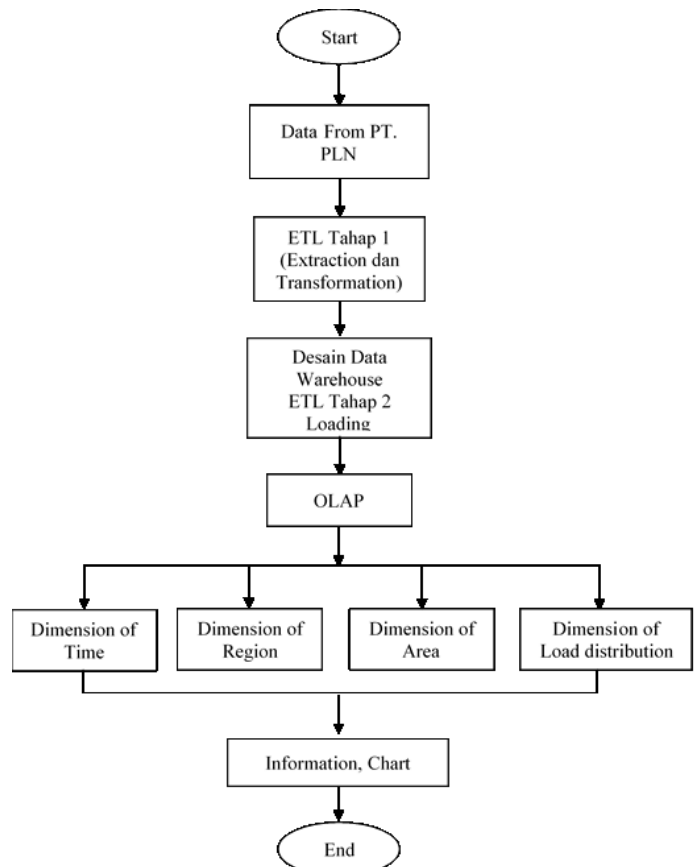 Start
Data From PT.
PLN
ETL Tahap 1
(Extraction dan
Transformation)
Desain Data
Warehouse
ETL Tahap 2
Loading
OLAP
Dimension of
Time
Dimension of
Region
Dimension of
Area
Dimension of
Load distribution
Information, Chart
End